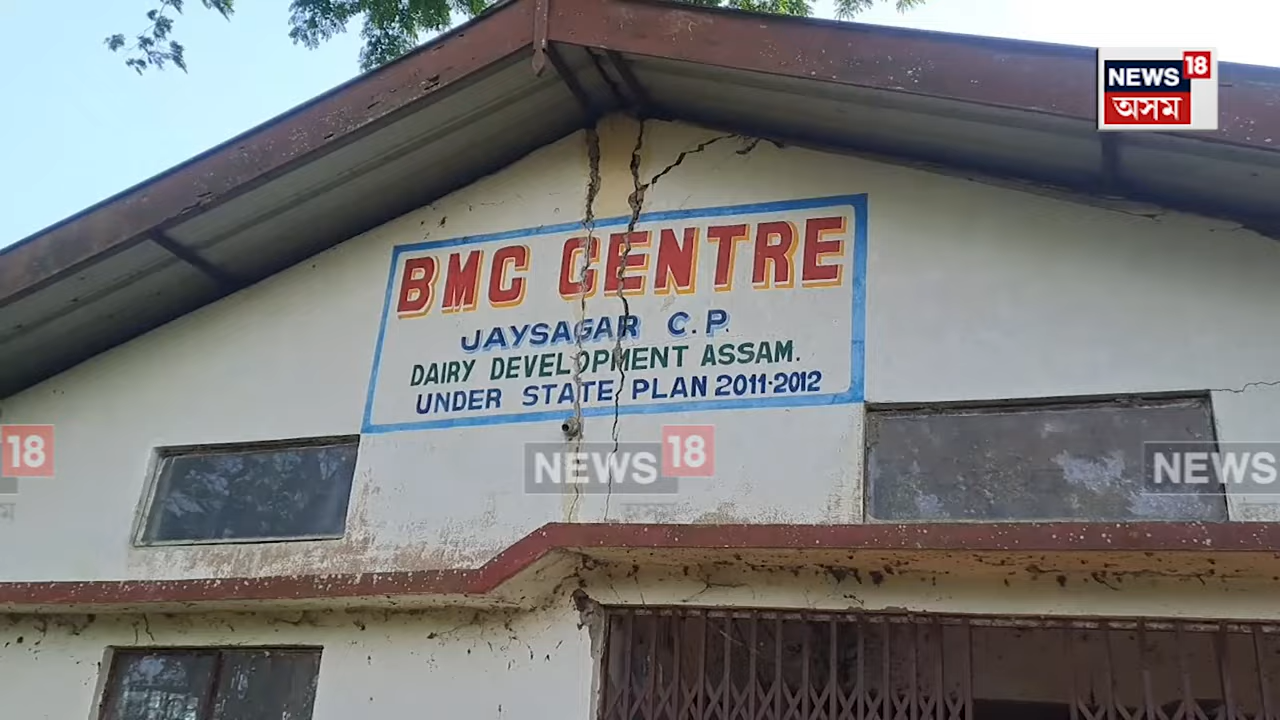 NEWS 18
অসম
BMC CENTRE
JAYSAGAR C.P.
DAIRY DEVELOPMENT ASSAM.
UNDER STATE PLAN 2011-2012
18
NEWS 18
NEWS